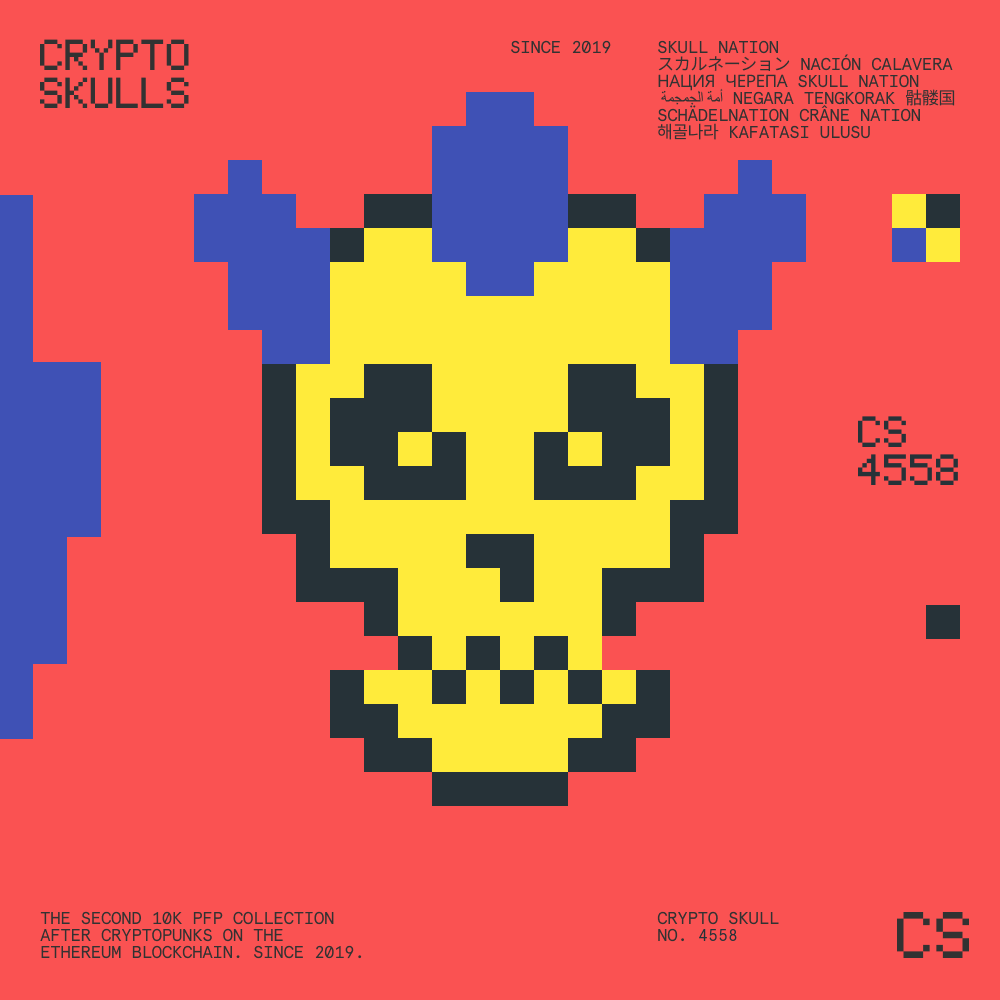 CRYPTO
SKULLS
SINCE 2019
SKULL NATION
スカルネーション NACIÓN CALAVERA
НАЦИЯ ЧЕРЕПА SKULL NATION
أمة الجمجمة NEGARA TENGKORAK 骷髅国
SCHÄDELNATION CRÂNE NATION
해골나라 KAFATASI ULUSU
CS
4558
THE SECOND 10K PFP COLLECTION
AFTER CRYPTOPUNKS ON THE
ETHEREUM BLOCKCHAIN. SINCE 2019.
CRYPTO SKULL
NO. 4558
CS